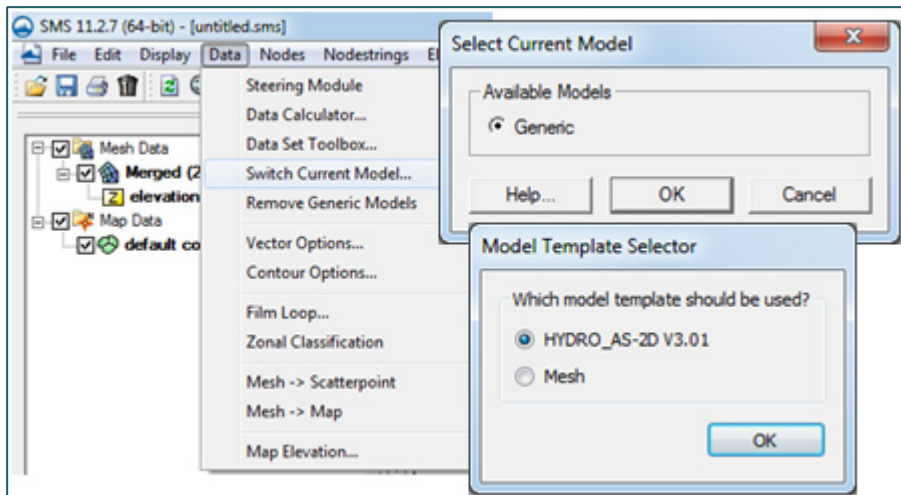 SMS 11.2.7 (64-bit) - [untitled.sms]
File Edit Display Data Nodes Nodestrings
Steering Module
Data Calculator...
Data Set Toolbox...
Switch Current Model...
Remove Generic Models
Vector Options...
Contour Options...
Film Loop...
Zonal Classification
Mesh -> Scatterpoint
Mesh -> Map
Map Elevation...
Mesh Data
Merged (2
Z elevation
Map Data
default co
Select Current Model
Available Models
Generic
Help... OK Cancel
Model Template Selector
Which model template should be used?
HYDRO_AS-2D V3.01
Mesh
OK